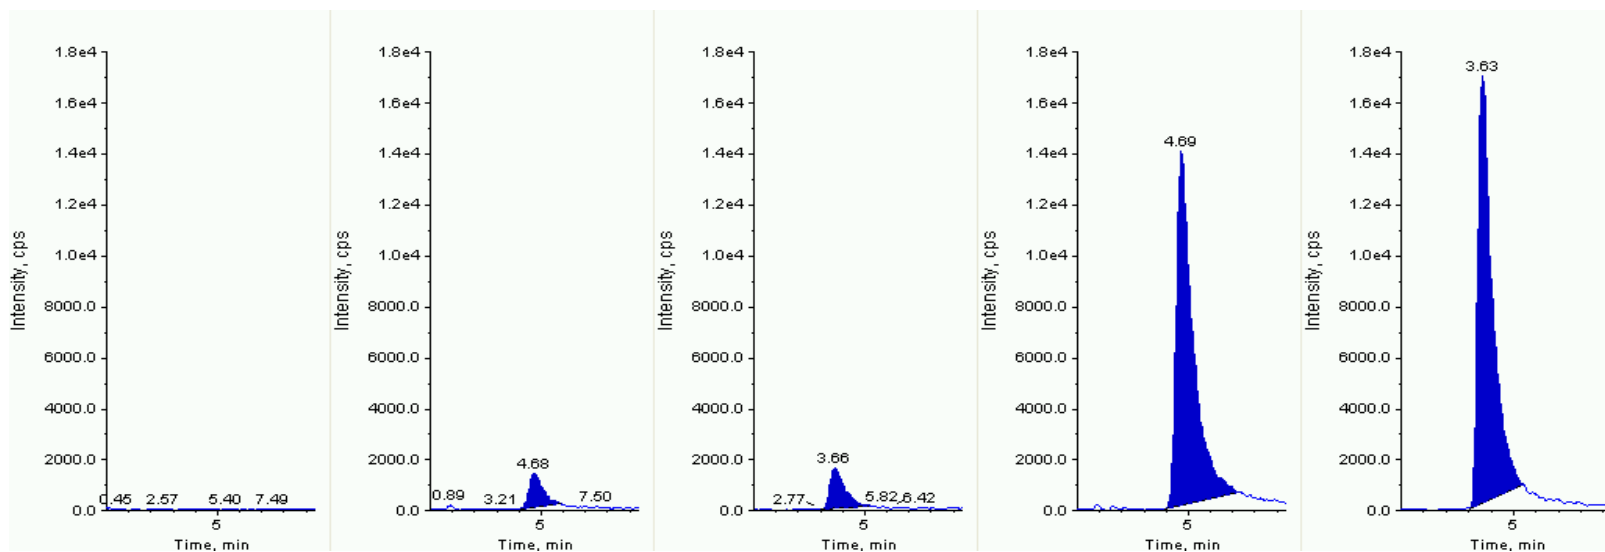 1.8e4
1.6e4
1.4e4
1.2e4
1.0e4
8000.0
6000.0
4000.0
2000.0
0.0
Intensity, cps
0.45 2.57 5.40 7.49
5
Time, min
1.8e4
1.6e4
1.4e4
1.2e4
1.0e4
8000.0
6000.0
4000.0
2000.0
0.0
Intensity, cps
4.68
0.89 3.21 7.50
5
Time, min
1.8e4
1.6e4
1.4e4
1.2e4
1.0e4
8000.0
6000.0
4000.0
2000.0
0.0
Intensity, cps
3.66
2.77 5.82 6.42
5
Time, min
1.8e4
1.6e4
1.4e4
1.2e4
1.0e4
8000.0
6000.0
4000.0
2000.0
0.0
Intensity, cps
4.69
5
Time, min
1.8e4
1.6e4
1.4e4
1.2e4
1.0e4
8000.0
6000.0
4000.0
2000.0
0.0
Intensity, cps
3.63
5
Time, min